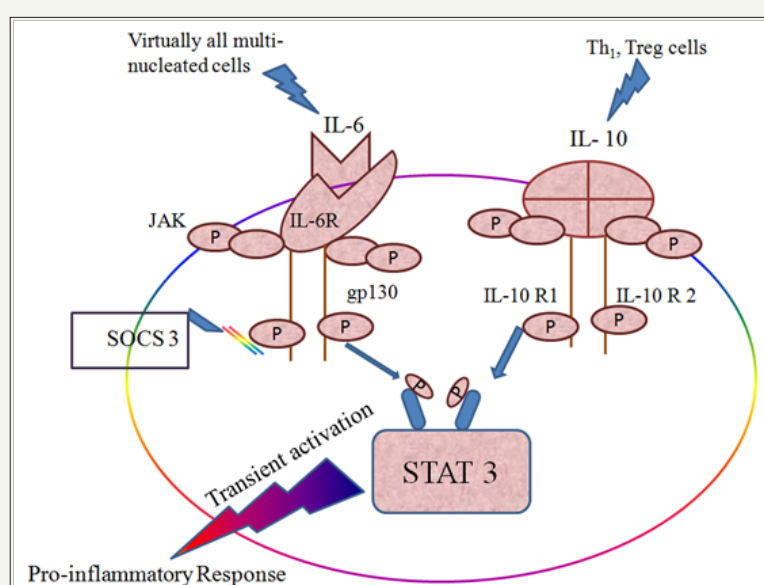 Virtually all multi-
nucleated cells
Th₁, Treg cells
IL-6
IL- 10
JAK
P
IL-6R
P
P
P
gp130
IL-10 R1
IL-10 R 2
SOCS 3
P
P
P
P
P
P
STAT 3
Transient activation
Pro-inflammatory Response